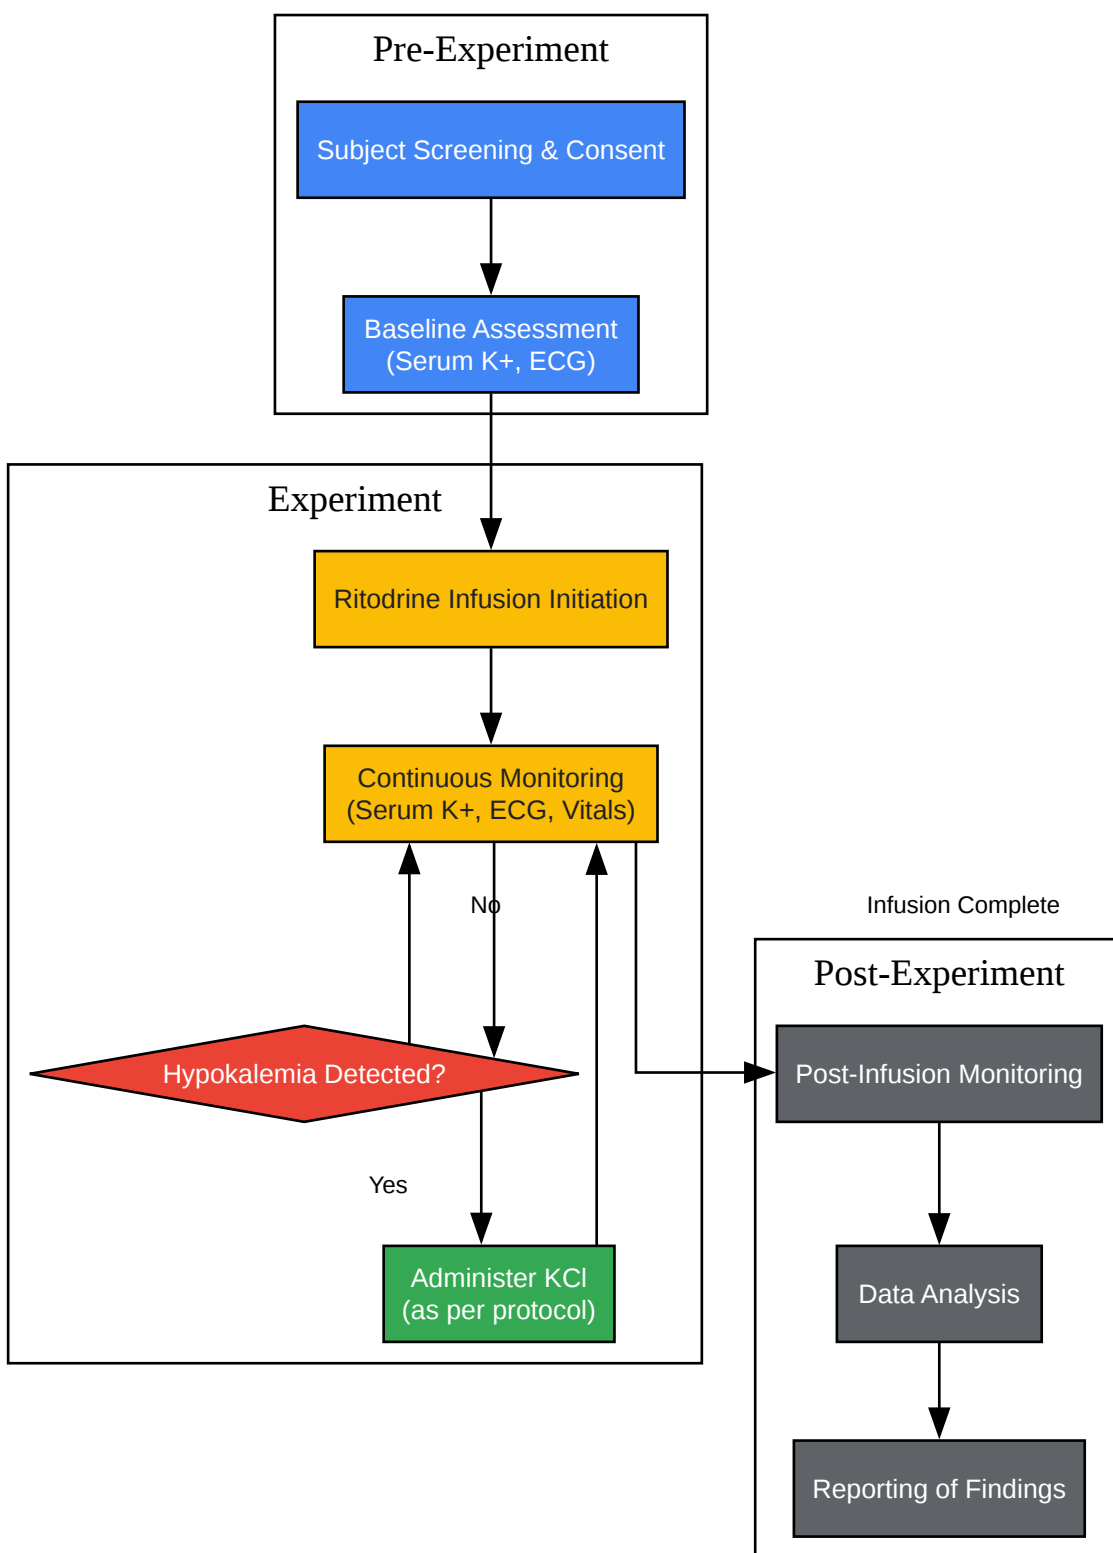 Pre-Experiment
Subject Screening & Consent
Baseline Assessment
(Serum K+, ECG)
Experiment
Ritodrine Infusion Initiation
Continuous Monitoring
(Serum K+, ECG, Vitals)
No
Infusion Complete
Post-Experiment
Hypokalemia Detected?
Post-Infusion Monitoring
Yes
Administer KCl
(as per protocol)
Data Analysis
Reporting of Findings